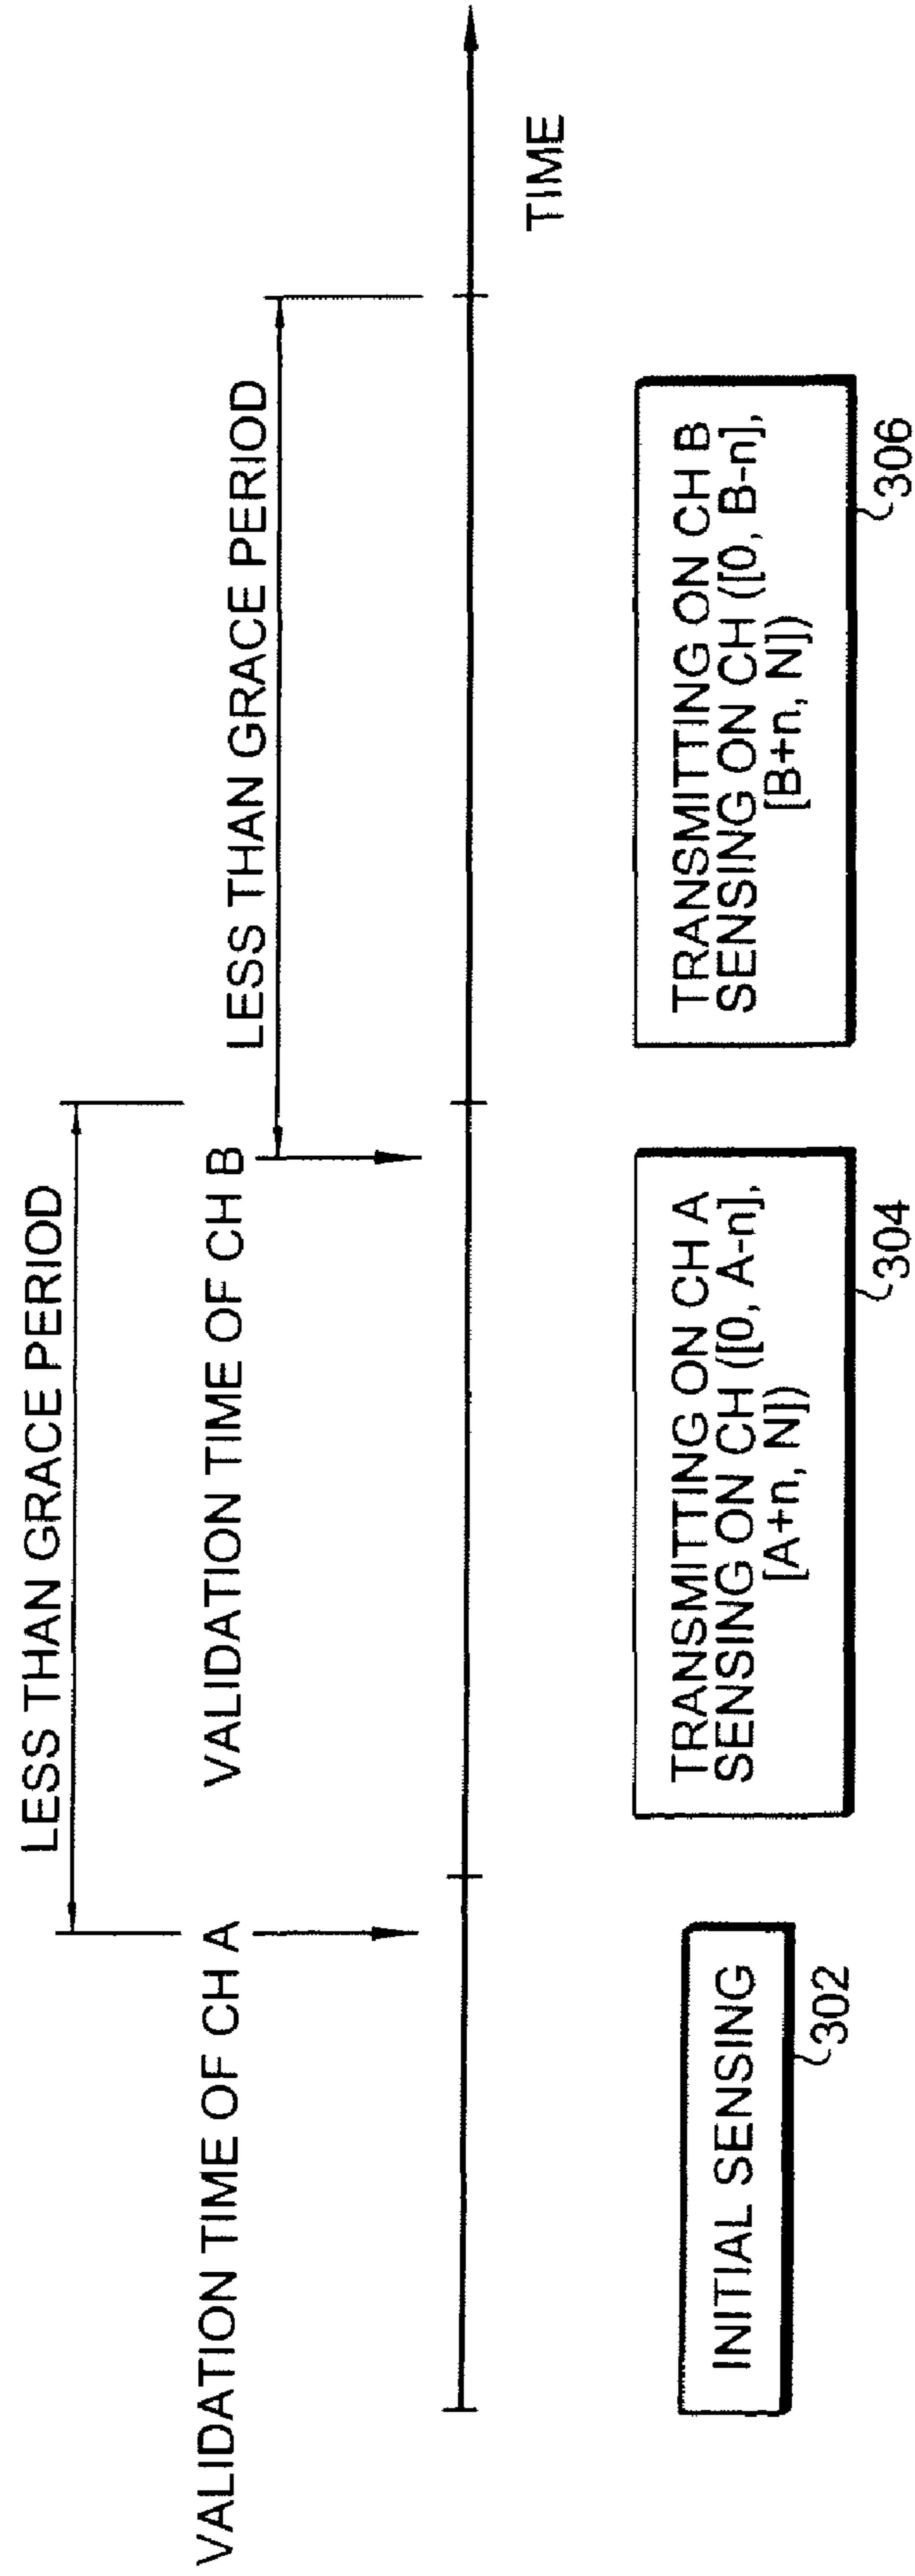 LESS THAN GRACE PERIOD
VALIDATION TIME OF CH A
VALIDATION TIME OF CH B
LESS THAN GRACE PERIOD
TIME
INITIAL SENSING
302
TRANSMITTING ON CH A
SENSING ON CH ([0, A-n],
[A+n, N])
304
TRANSMITTING ON CH B
SENSING ON CH ([0, B-n],
[B+n, N])
306